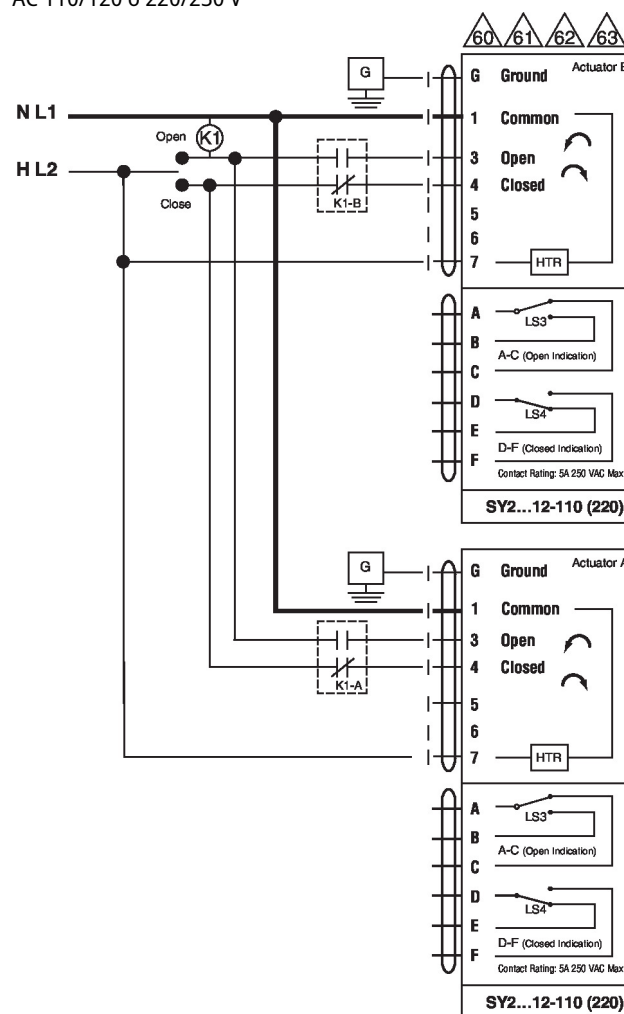 AC 110/120 o 220/230 V
60 61 62 63
G
G Ground
Actuator B
N L1
1 Common
Open
K1
3 Open
H L2
4 Closed
Close
K1-B
5
6
7
HTR
A
LS3
B
A-C (Open Indication)
C
D
LS4
E
D-F (Closed Indication)
F
Contact Rating: 5A 250 VAC Max
SY2...12-110 (220)
G
G Ground
Actuator A
1 Common
3 Open
4 Closed
K1-A
5
6
7
HTR
A
LS3
B
A-C (Open Indication)
C
D
LS4
E
D-F (Closed Indication)
F
Contact Rating: 5A 250 VAC Max
SY2...12-110 (220)